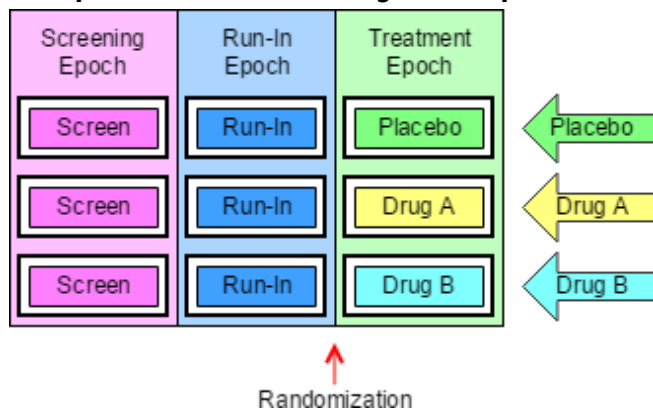 Screening Epoch
Run-In Epoch
Treatment Epoch
Screen
Run-In
Placebo
Placebo
Screen
Run-In
Drug A
Drug A
Screen
Run-In
Drug B
Drug B
Randomization